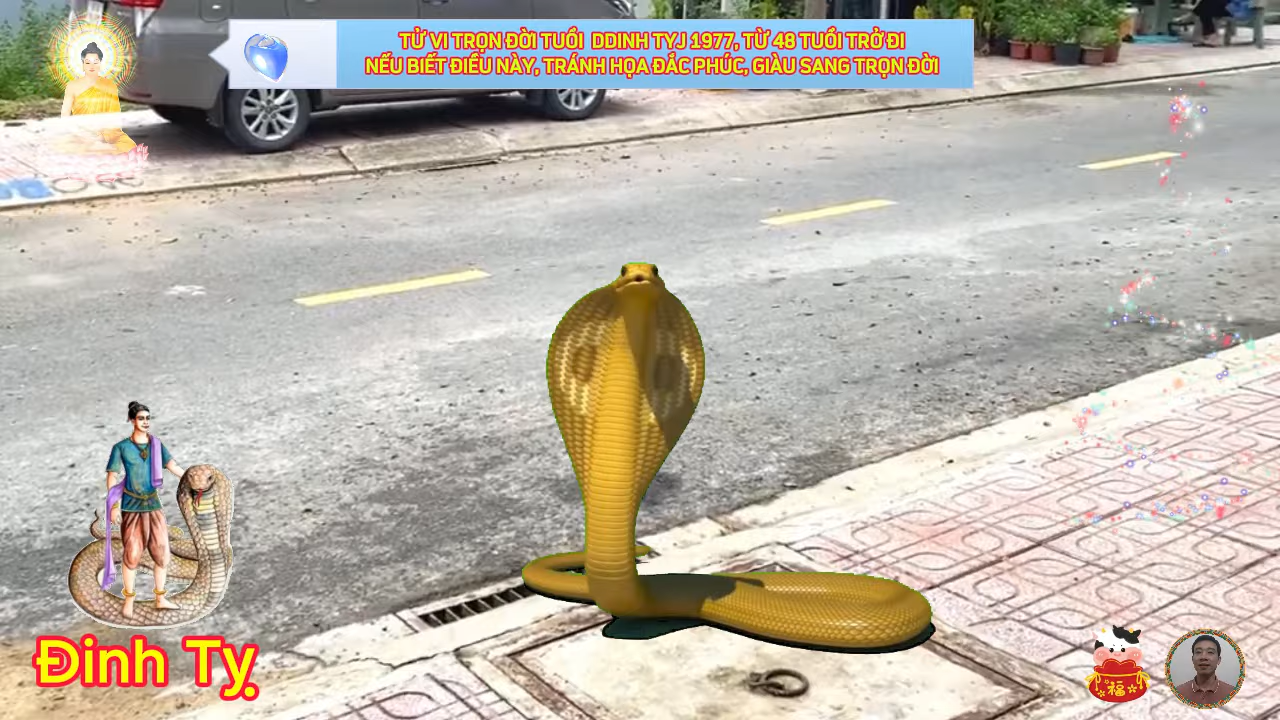 TỬ VI TRỌN ĐỜI TUỔI DDINH TYJ 1977, TỪ 48 TUỔI TRỞ ĐI
NẾU BIẾT ĐIỀU NÀY, TRÁNH HỌA ĐẮC PHÚC, GIÀU SANG TRỌN ĐỜI
Đinh Tỵ
福